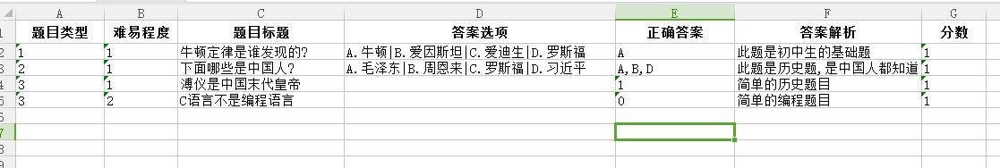 A B C D E F G
1 题目类型 难易程度 题目标题 答案选项 正确答案 答案解析 分数
2 1 1 牛顿定律是谁发现的? A.牛顿|B.爱因斯坦|C.爱迪生|D.罗斯福 A 此题是初中生的基础题 1
3 2 1 下面哪些是中国人? A.毛泽东|B.周恩来|C.罗斯福|D.习近平 A,B,D 此题是历史题,是中国人都知道 1
4 3 1 溥仪是中国末代皇帝 1 简单的历史题目 1
5 3 2 C语言不是编程语言 0 简单的编程题目 1
6
7
8
9